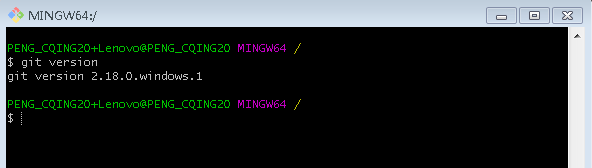 MINGW64:/
PENG_CQING20+Lenovo@PENG_CQING20 MINGW64 /
$ git version
git version 2.18.0.windows.1
PENG_CQING20+Lenovo@PENG_CQING20 MINGW64 /
$